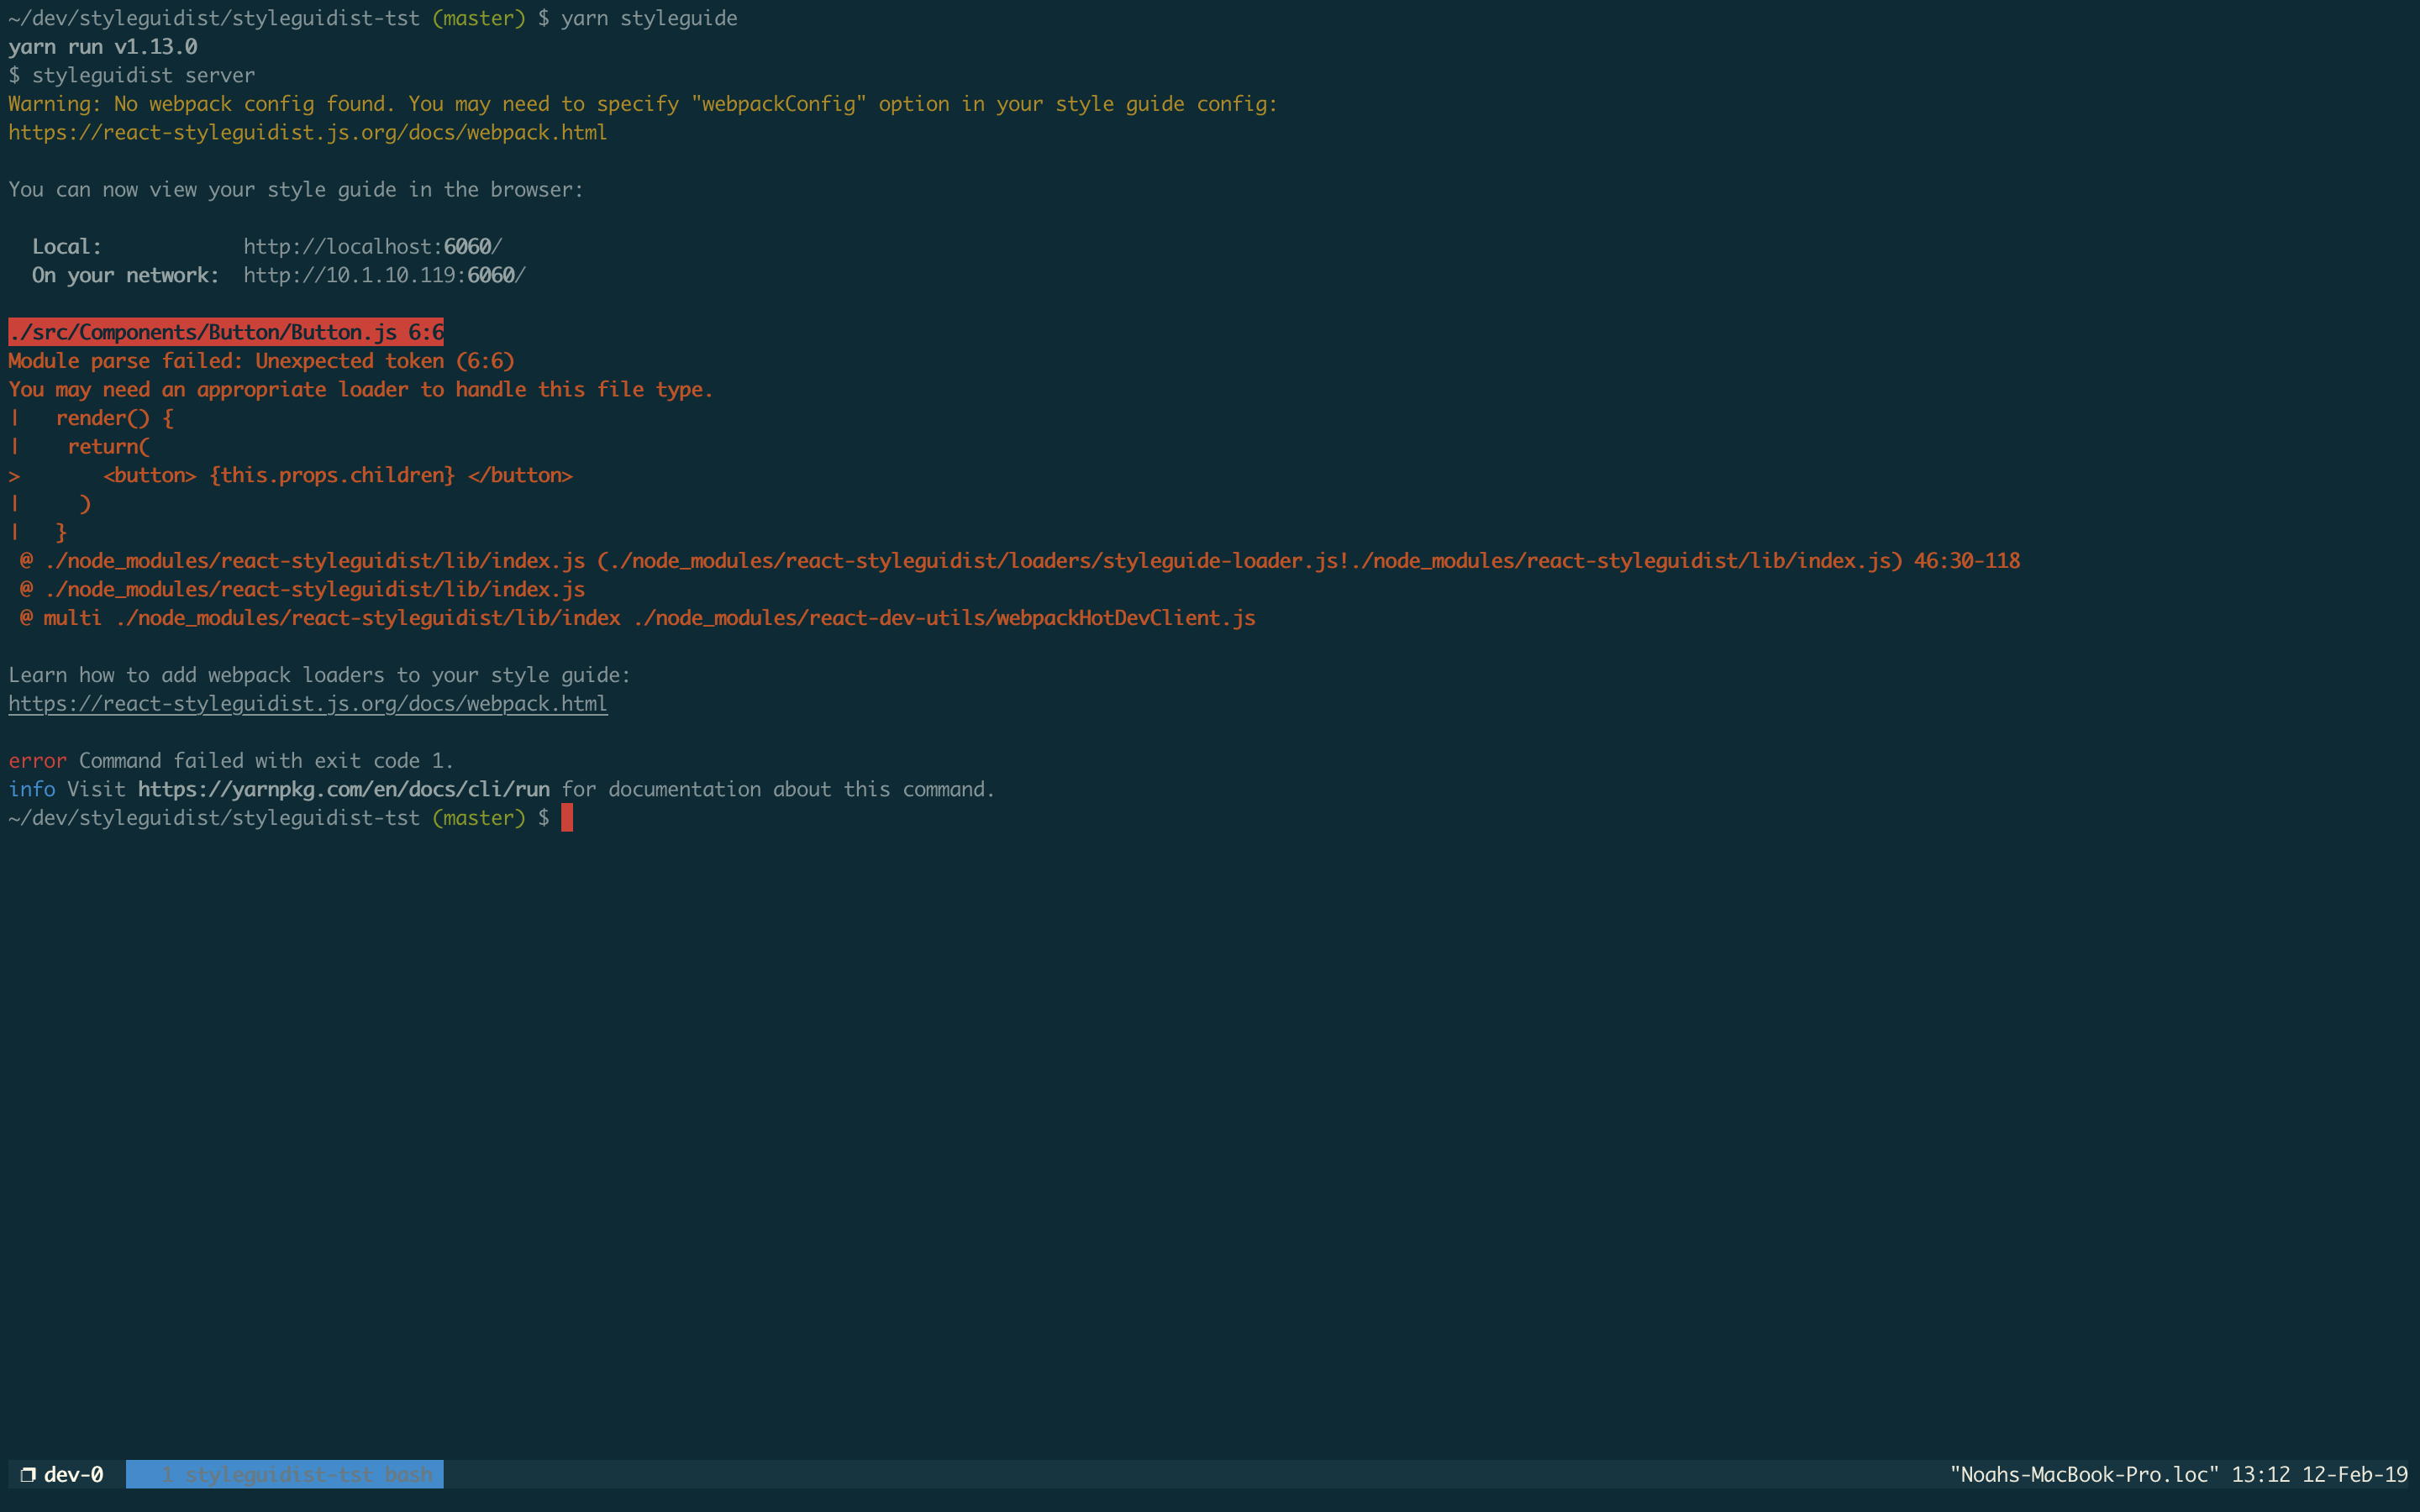 ~/dev/styleguidist/styleguidist-tst (master) $ yarn styleguide
yarn run v1.13.0
$ styleguidist server
Warning: No webpack config found. You may need to specify "webpackConfig" option in your style guide config:
https://react-styleguidist.js.org/docs/webpack.html
You can now view your style guide in the browser:
  Local:            http://localhost:6060/
  On your network:  http://10.1.10.119:6060/
./src/Components/Button/Button.js 6:6
Module parse failed: Unexpected token (6:6)
You may need an appropriate loader to handle this file type.
|   render() {
|    return(
>       <button> {this.props.children} </button>
|     )
|   }
 @ ./node_modules/react-styleguidist/lib/index.js (./node_modules/react-styleguidist/loaders/styleguide-loader.js!./node_modules/react-styleguidist/lib/index.js) 46:30-118
 @ ./node_modules/react-styleguidist/lib/index.js
 @ multi ./node_modules/react-styleguidist/lib/index ./node_modules/react-dev-utils/webpackHotDevClient.js
Learn how to add webpack loaders to your style guide:
https://react-styleguidist.js.org/docs/webpack.html
error Command failed with exit code 1.
info Visit https://yarnpkg.com/en/docs/cli/run for documentation about this command.
~/dev/styleguidist/styleguidist-tst (master) $
❐ dev-0  1 styleguidist-tst bash  "Noahs-MacBook-Pro.loc" 13:12 12-Feb-19